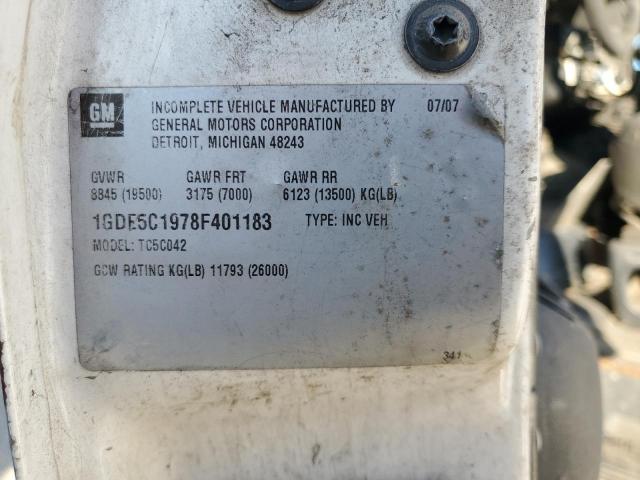 GM
INCOMPLETE VEHICLE MANUFACTURED BY 07/07
GENERAL MOTORS CORPORATION
DETROIT, MICHIGAN 48243
GVWR GAWR FRT GAWR RR
8845 (19500) 3175 (7000) 6123 (13500) KG(LB)
1GDE5C1978F401183 TYPE: INC VEH
MODEL: TC5C042
GCW RATING KG(LB) 11793 (26000)
341